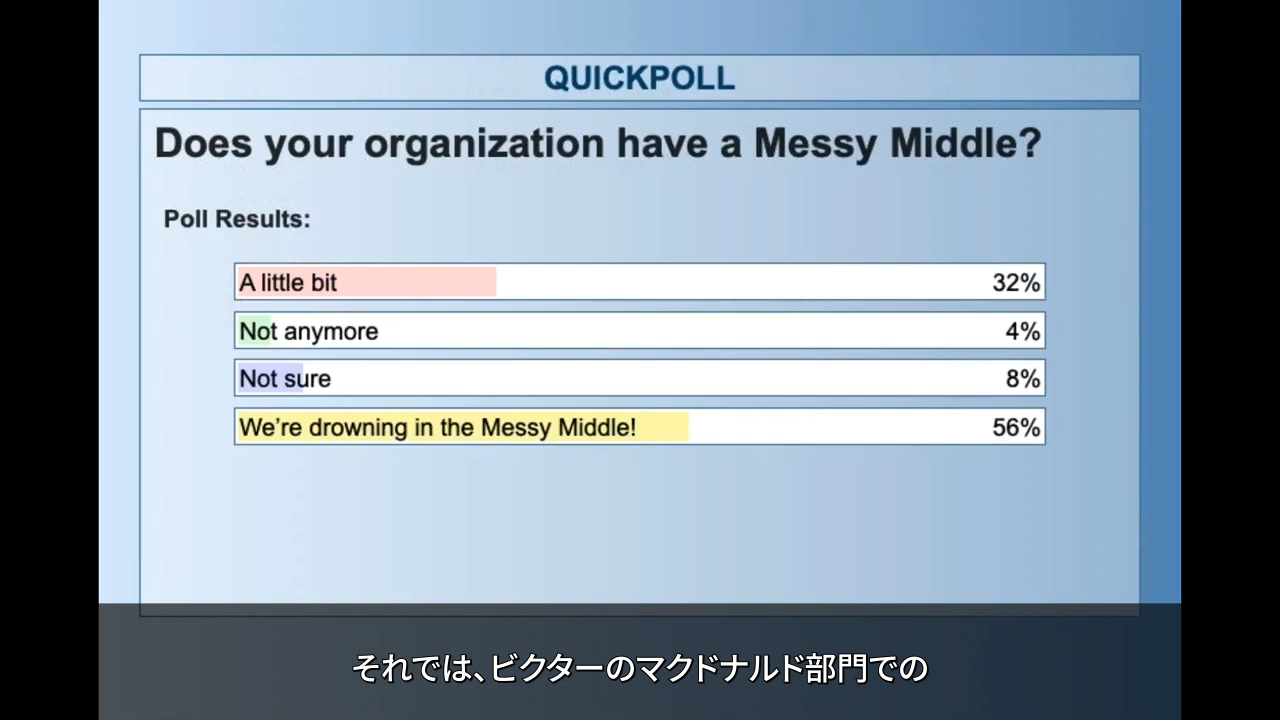 QUICKPOLL
Does your organization have a Messy Middle?
Poll Results:
A little bit 32%
Not anymore 4%
Not sure 8%
We’re drowning in the Messy Middle! 56%
それでは、ビクターのマクドナルド部門での